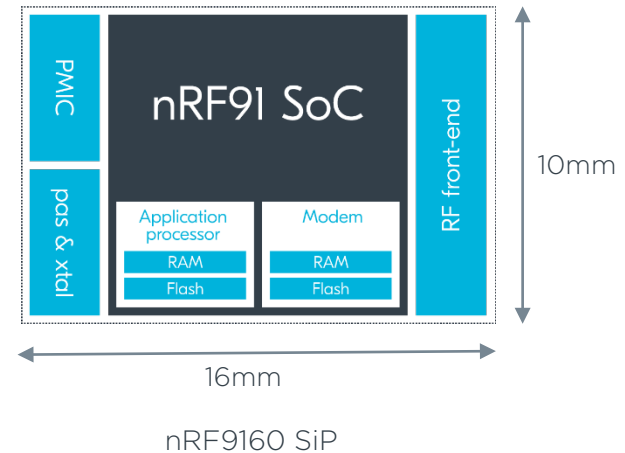 PMIC
pas & xtal
nRF91 SoC
Application
processor
RAM
Flash
Modem
RAM
Flash
RF front-end
10mm
16mm
nRF9160 SiP